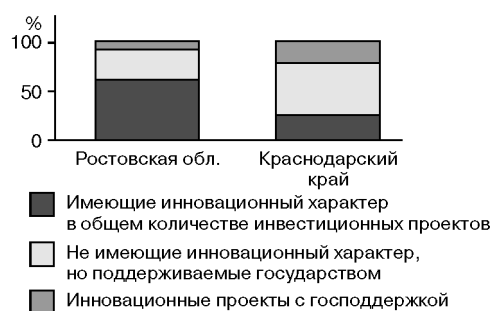 %
100
50
0
Ростовская обл.
Краснодарский
край
Имеющие инновационный характер
в общем количестве инвестиционных проектов
Не имеющие инновационный характер,
но поддерживаемые государством
Инновационные проекты с господдержкой